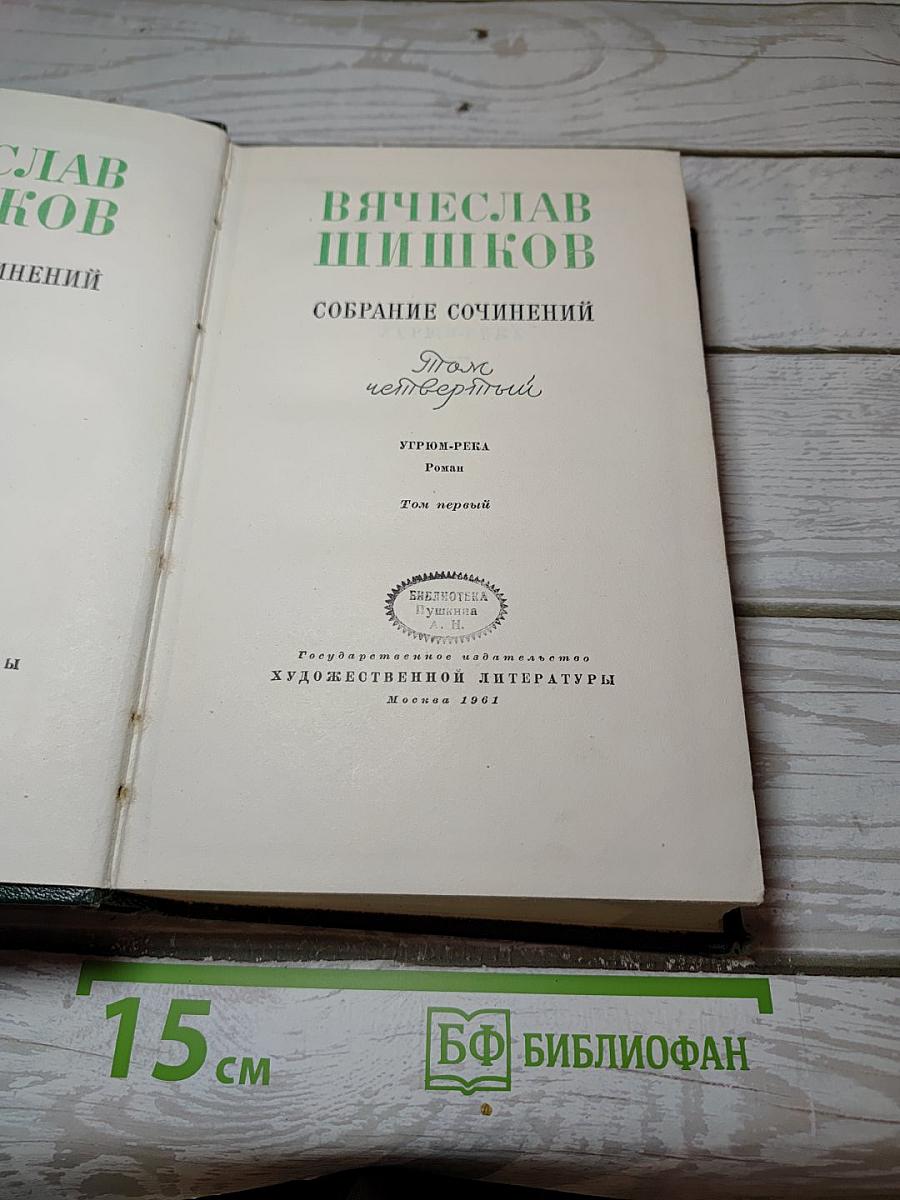 СЛАВ
КОВ
ИНЕНИЙ
Ы
ВЯЧЕСЛАВ
ШИШКОВ
СОБРАНИЕ СОЧИНЕНИЙ
Том
четвертый
УГРЮМ-РЕКА
Роман
Том первый
БИБЛИОТЕКА
Пушкина
А. Н.
Государственное издательство
ХУДОЖЕСТВЕННОЙ ЛИТЕРАТУРЫ
Москва 1961
15 см
БФ БИБЛИОФАН